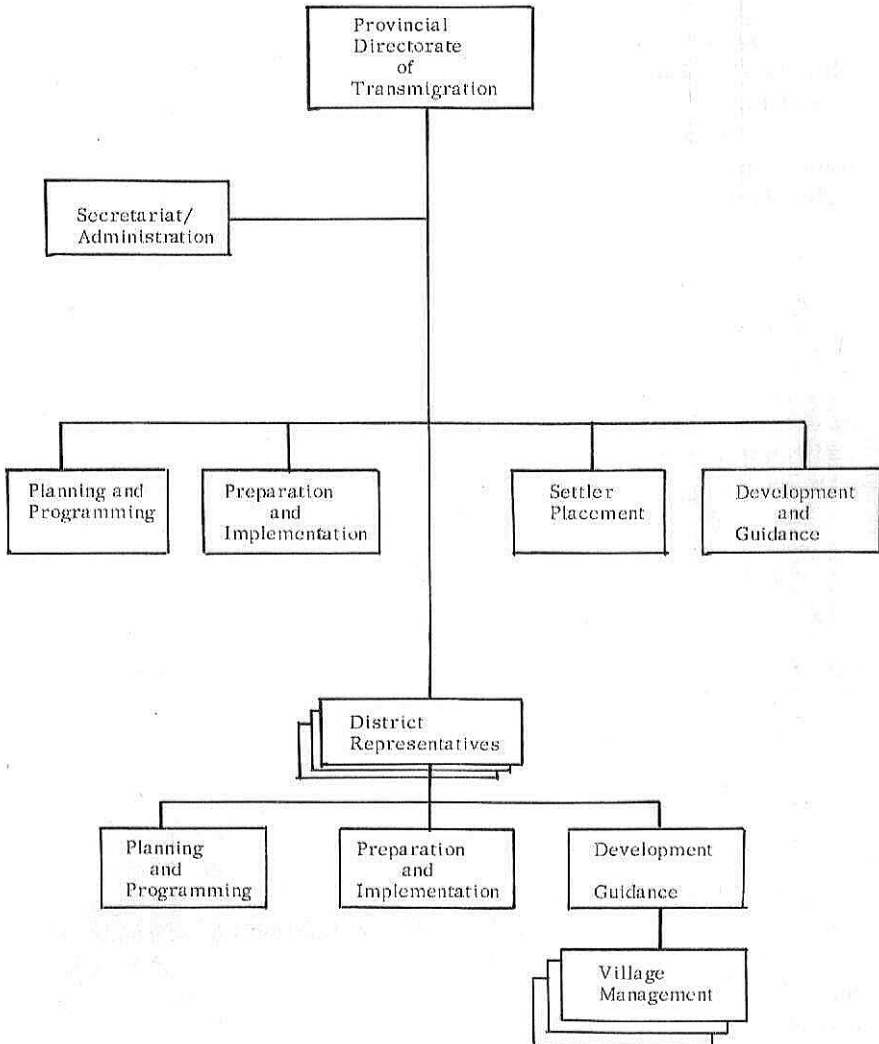 Provincial
Directorate
of
Transmigration
Secretariat/
Administration
Planning and
Programming
Preparation
and
Implementation
Settler
Placement
Development
and
Guidance
District
Representatives
Planning
and
Programming
Preparation
and
Implementation
Development
Guidance
Village
Management